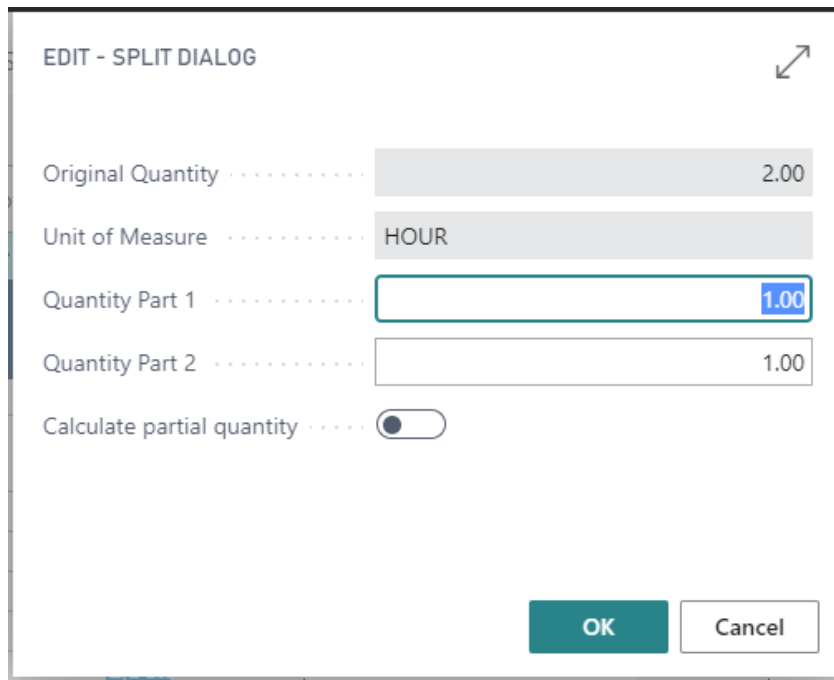 EDIT - SPLIT DIALOG
Original Quantity 2.00
Unit of Measure HOUR
Quantity Part 1 1.00
Quantity Part 2 1.00
Calculate partial quantity
OK Cancel